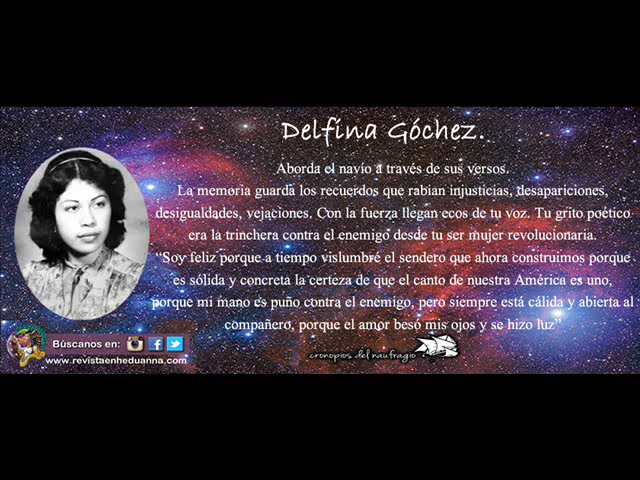 Delfina Góchez.
Aborda el navío a través de sus versos.
La memoria guarda los recuerdos que rabian injusticias, desapariciones,
desigualdades, vejaciones. Con la fuerza llegan ecos de tu voz. Tu grito poético
era la trinchera contra el enemigo desde tu ser mujer revolucionaria.
“Soy feliz porque a tiempo vislumbré el sendero que ahora construimos porque
es sólida y concreta la certeza de que el canto de nuestra América es uno,
porque mi mano es puño contra el enemigo, pero siempre está cálida y abierta al
compañero, porque el amor besó mis ojos y se hizo luz”
Búscanos en:
www.revistaenheduanna.com
cronopios del naufragio